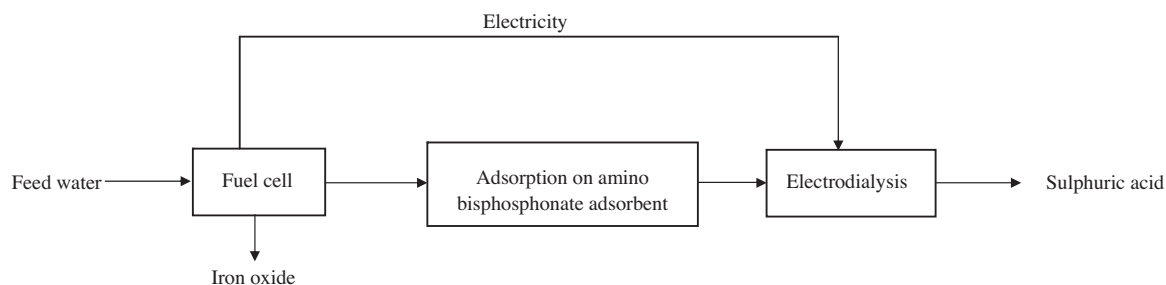 Electricity
Feed water
Fuel cell
Adsorption on amino
bisphosphonate adsorbent
Electrodialysis
Sulphuric acid
Iron oxide